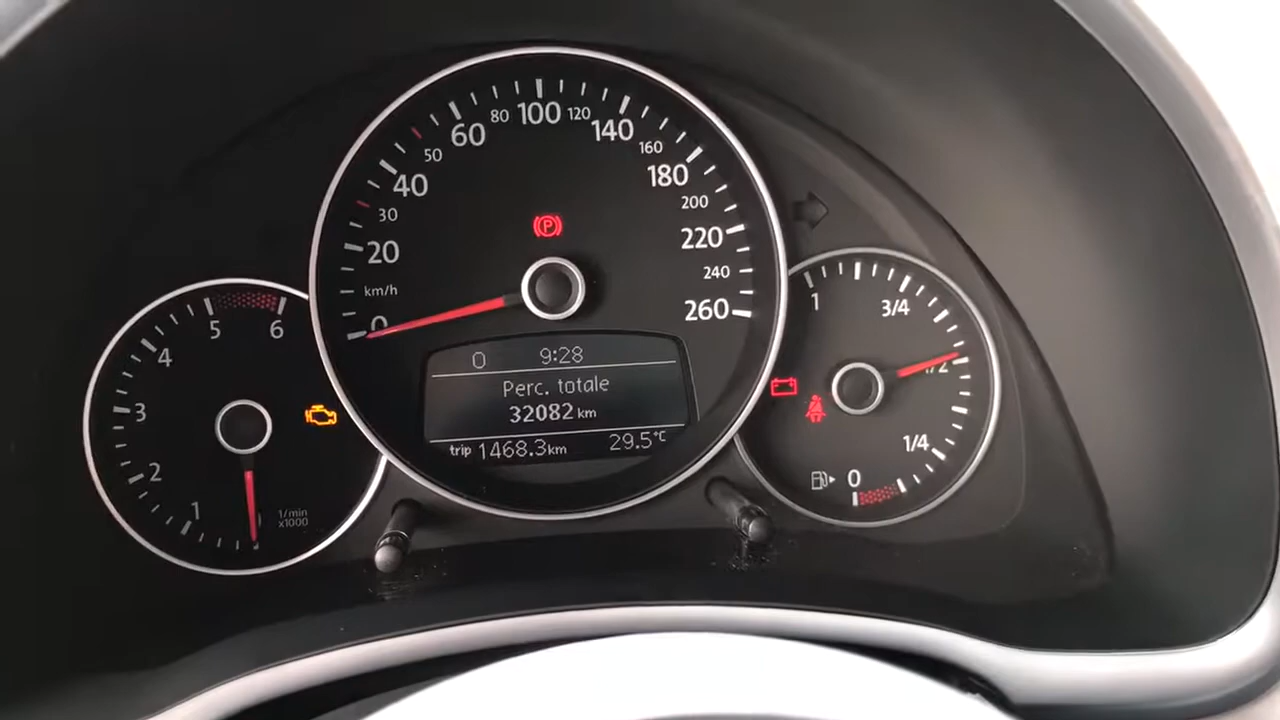 80 100 120
60 140
50 160
40 180
30 200
20 220
240
km/h
0 260
P
5 6
4
3
2
1
1/min
x1000
0 9:28
Perc. totale
32082 km
trip 1468.3km 29.5°C
1 3/4
1/2
1/4
0